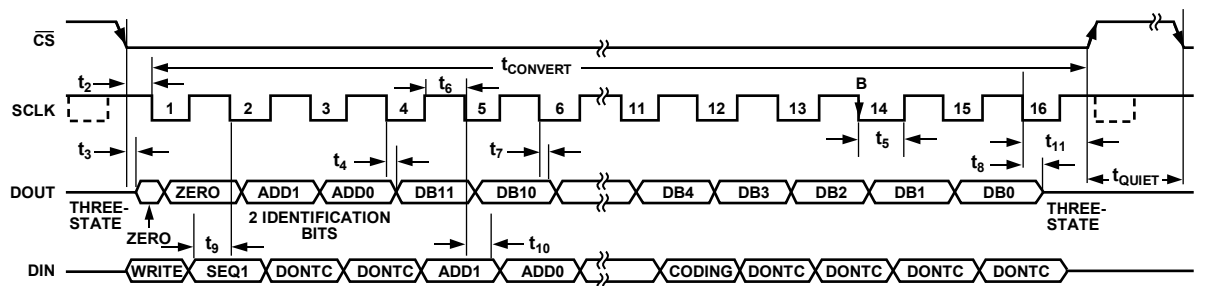 CS
tCONVERT
t2
t6
B
SCLK
1 2 3 4 5 6 11 12 13 14 15 16
t3
t4
t7
t5
t8
t11
tQUIET
DOUT
ZERO ADD1 ADD0 DB11 DB10 DB4 DB3 DB2 DB1 DB0
THREE-
STATE
ZERO
2 IDENTIFICATION
BITS
THREE-
STATE
t9
t10
DIN
WRITE SEQ1 DONTC DONTC ADD1 ADD0 CODING DONTC DONTC DONTC DONTC